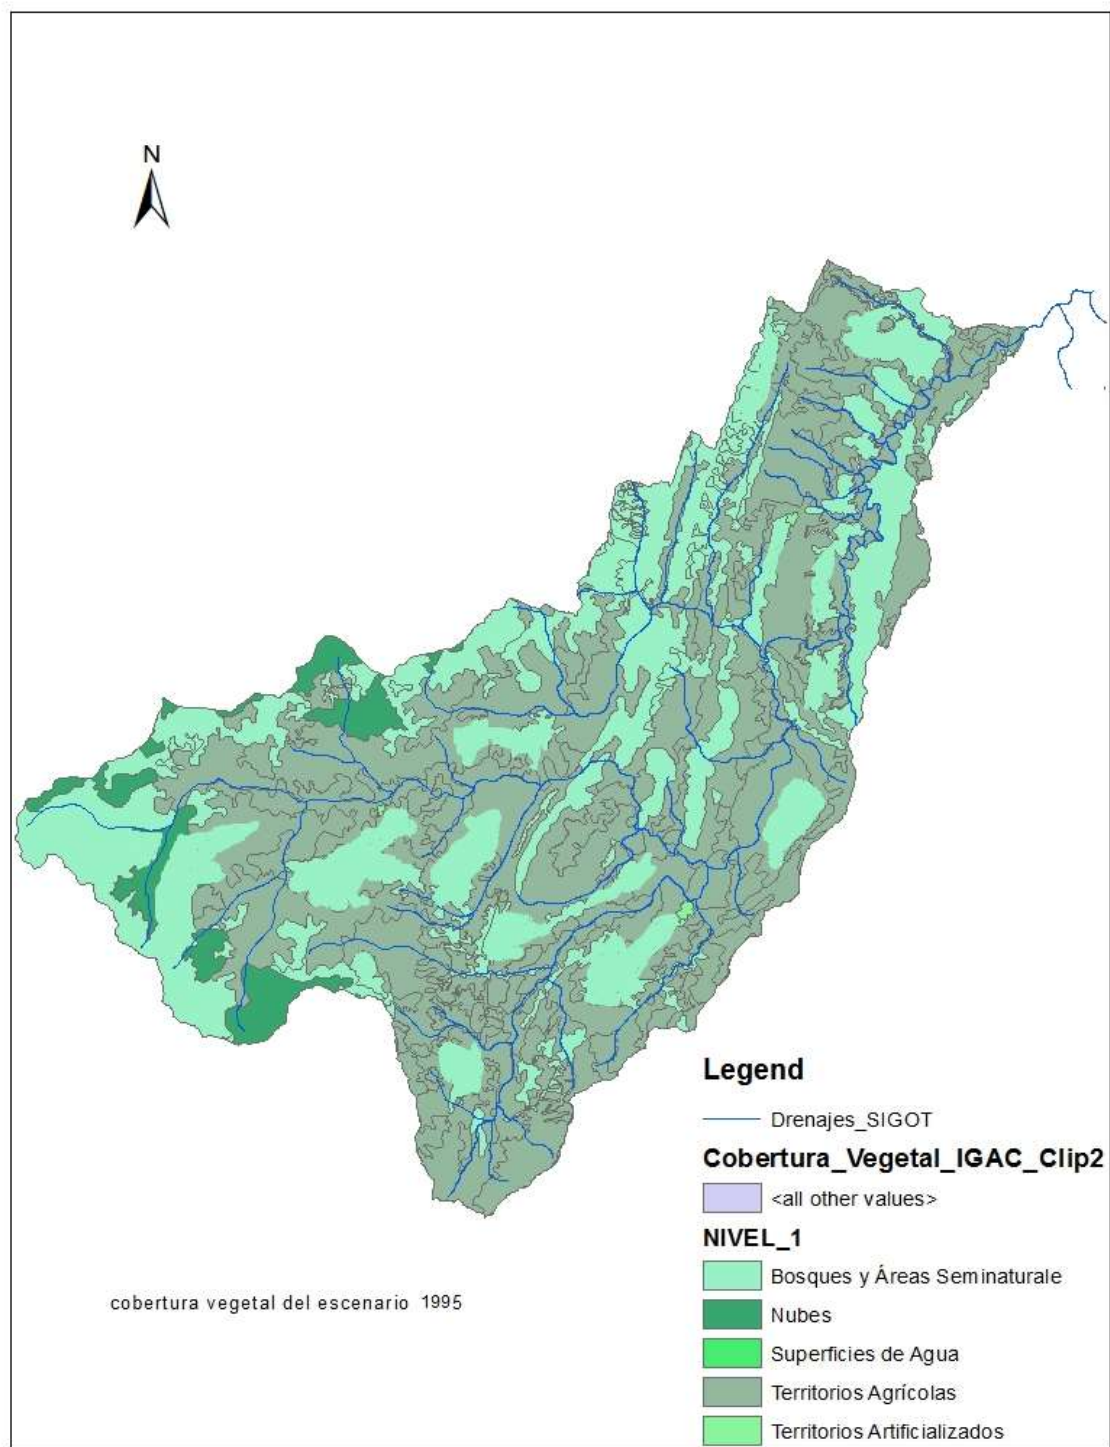 N
Legend
Drenajes_SIGOT
Cobertura_Vegetal_IGAC_Clip2
<all other values>
NIVEL_1
Bosques y Áreas Seminaturale
Nubes
Superficies de Agua
Territorios Agrícolas
Territorios Artificializados
cobertura vegetal del escenario 1995